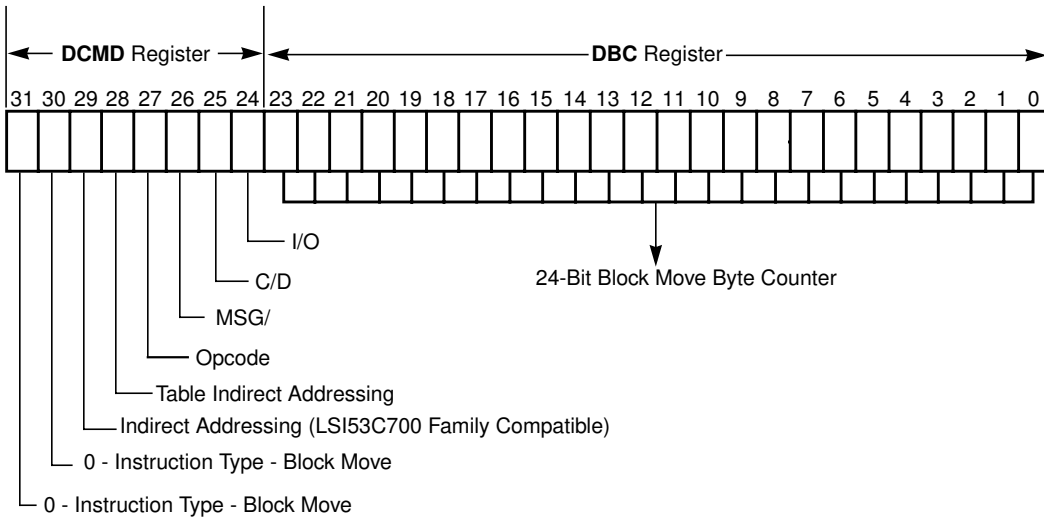 DCMD Register DBC Register
31 30 29 28 27 26 25 24 23 22 21 20 19 18 17 16 15 14 13 12 11 10 9 8 7 6 5 4 3 2 1 0
I/O
24-Bit Block Move Byte Counter
C/D
MSG/
Opcode
Table Indirect Addressing
Indirect Addressing (LSI53C700 Family Compatible)
0 - Instruction Type - Block Move
0 - Instruction Type - Block Move